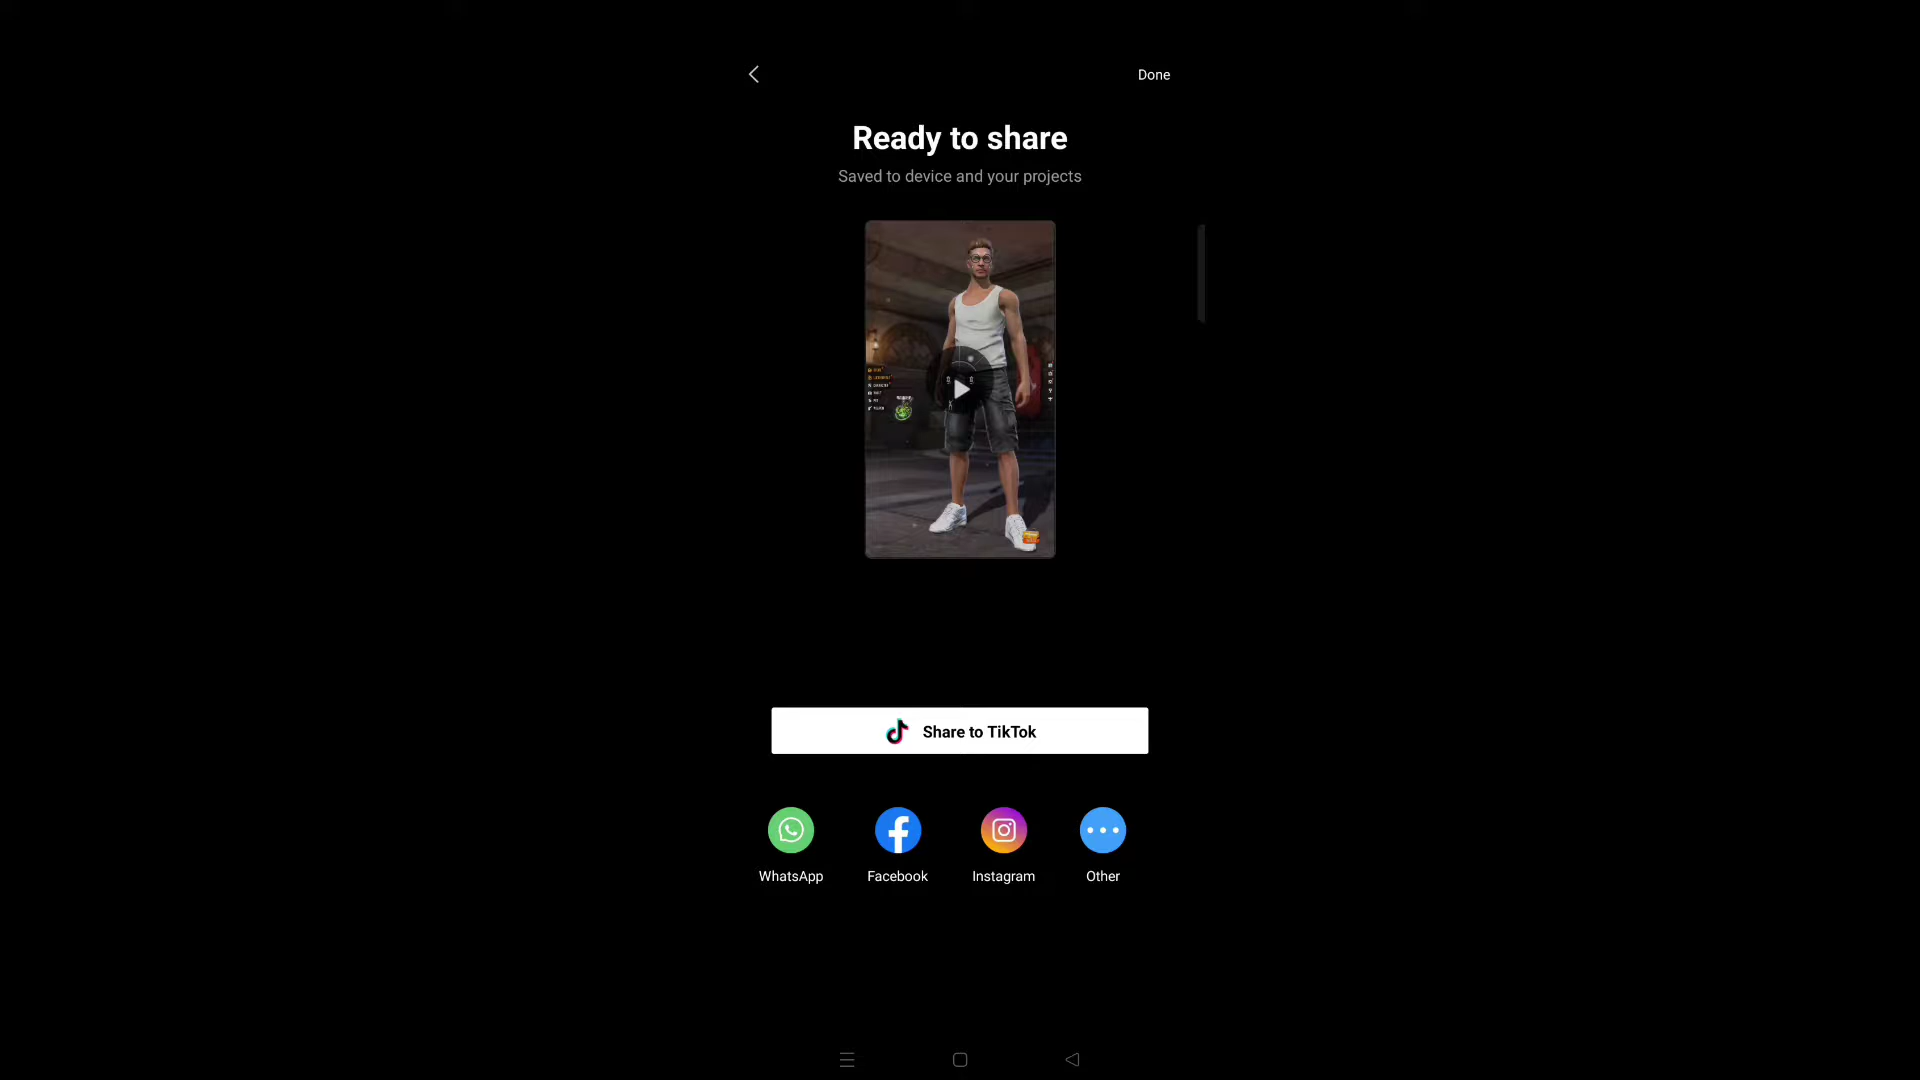 Done
Ready to share
Saved to device and your projects
Share to TikTok
WhatsApp
Facebook
Instagram
Other